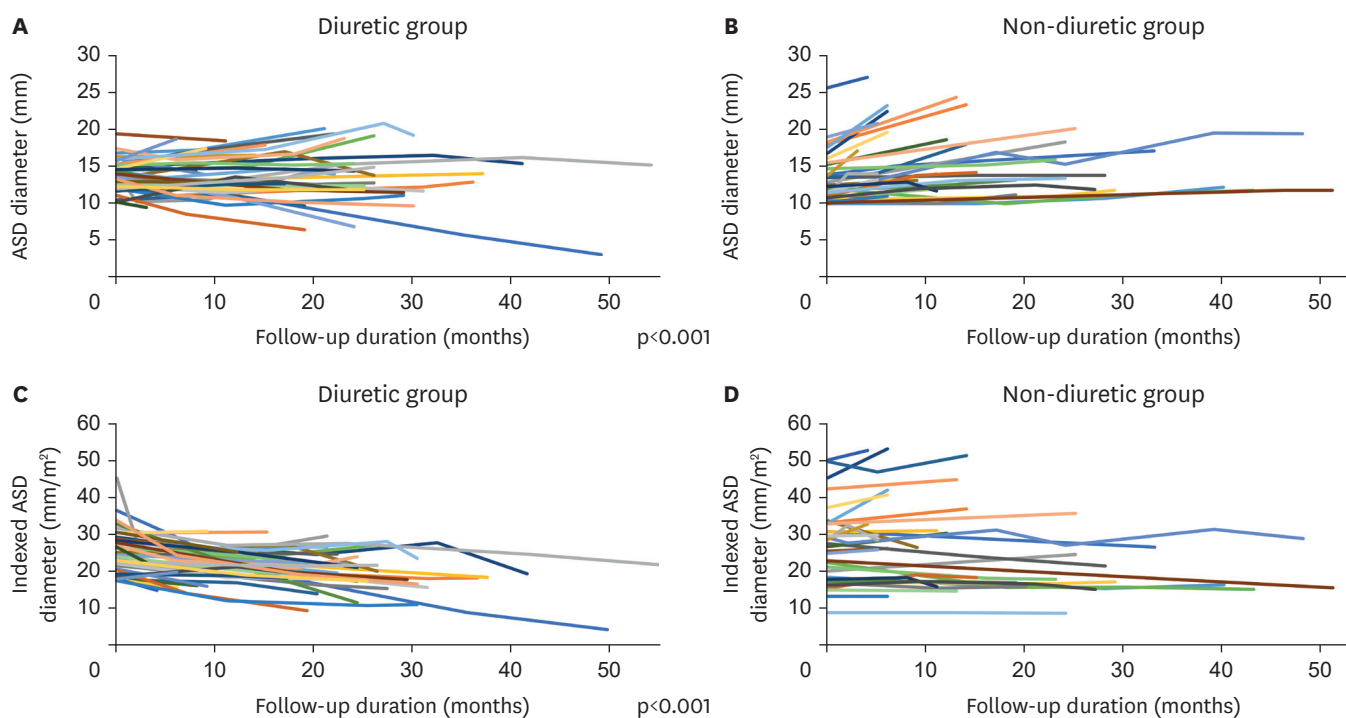 A
Diuretic group
ASD diameter (mm)
30
25
20
15
10
5
0
10
20
30
40
50
Follow-up duration (months)
p<0.001
B
Non-diuretic group
ASD diameter (mm)
30
25
20
15
10
5
0
10
20
30
40
50
Follow-up duration (months)
C
Diuretic group
Indexed ASD
diameter (mm/m²)
60
50
40
30
20
10
0
10
20
30
40
50
Follow-up duration (months)
p<0.001
D
Non-diuretic group
Indexed ASD
diameter (mm/m²)
60
50
40
30
20
10
0
10
20
30
40
50
Follow-up duration (months)